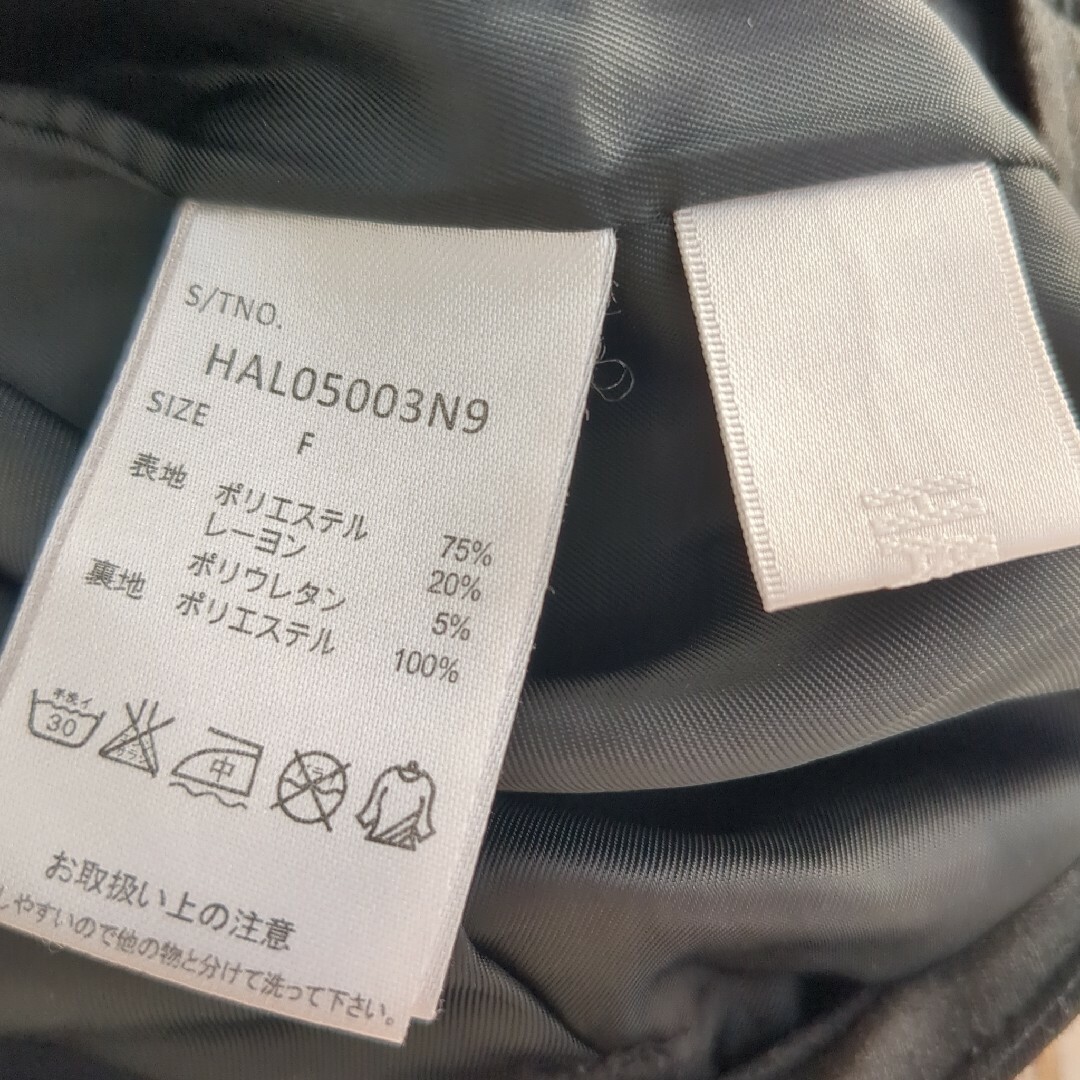 S/TNO.
HAL05003N9
SIZE F
表地 ポリエステル 75%
レーヨン 20%
ポリウレタン 5%
裏地 ポリエステル 100%
手洗イ
30
中
お取扱い上の注意
しやすいので他の物と分けて洗って下さい。